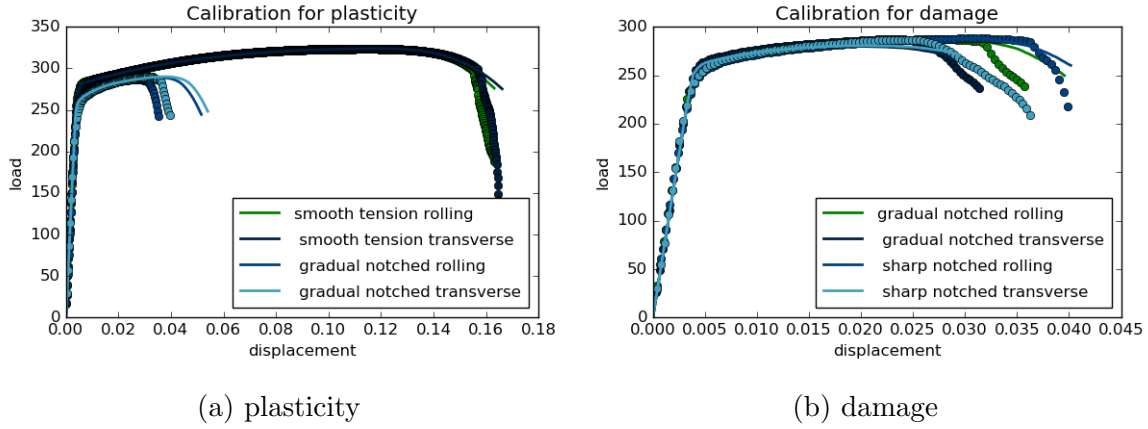 Calibration for plasticity
350
300
250
200
150
100
50
0
load
smooth tension rolling
smooth tension transverse
gradual notched rolling
gradual notched transverse
0.00 0.02 0.04 0.06 0.08 0.10 0.12 0.14 0.16 0.18
displacement
(a) plasticity
Calibration for damage
300
250
200
150
100
50
0
load
gradual notched rolling
gradual notched transverse
sharp notched rolling
sharp notched transverse
0.000 0.005 0.010 0.015 0.020 0.025 0.030 0.035 0.040 0.045
displacement
(b) damage